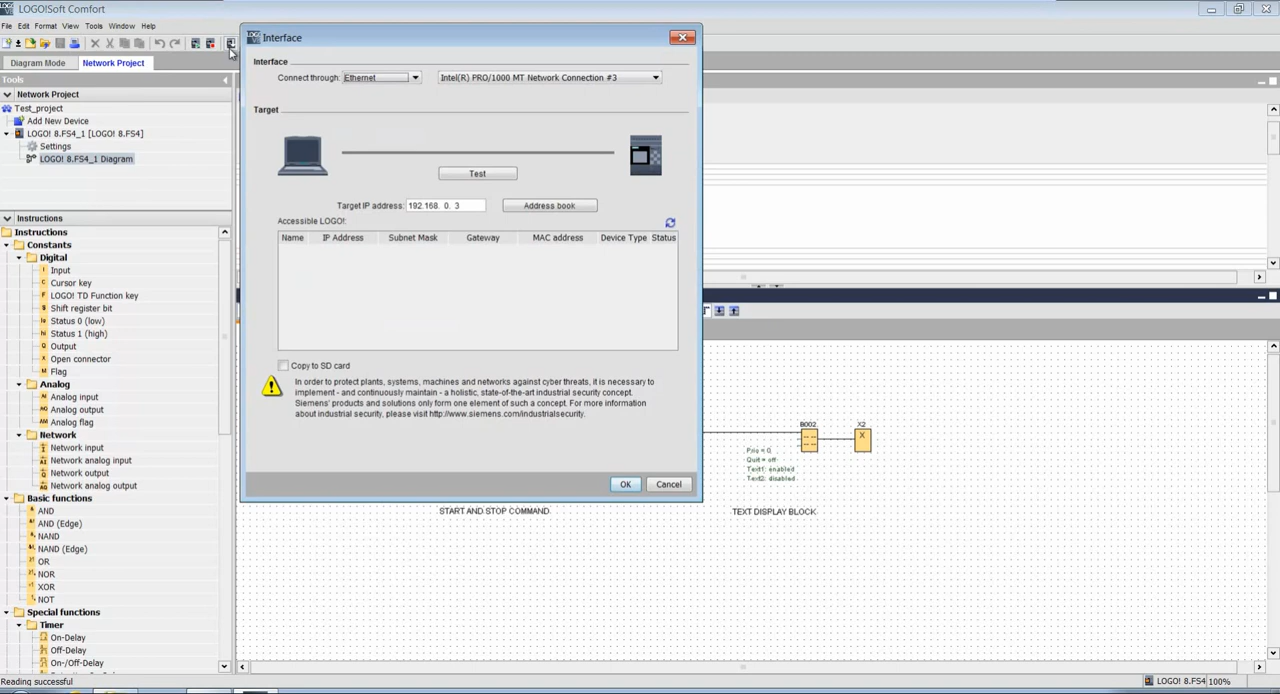 LOGO!Soft Comfort
File Edit Format View Tools Window Help
Diagram Mode Network Project
Tools
Network Project
Test_project
Add New Device
LOGO! 8.FS4_1 [LOGO! 8.FS4]
Settings
LOGO! 8.FS4_1 Diagram
Instructions
Instructions
Constants
Digital
Input
Cursor key
LOGO! TD Function key
Shift register bit
Status 0 (low)
Status 1 (high)
Output
Open connector
Flag
Analog
Analog input
Analog output
Analog flag
Network
Network input
Network analog input
Network output
Network analog output
Basic functions
AND
AND (Edge)
NAND
NAND (Edge)
OR
NOR
XOR
NOT
Special functions
Timer
On-Delay
Off-Delay
On-/Off-Delay
Reading successful
Interface
Interface
Connect through: Ethernet Intel(R) PRO/1000 MT Network Connection #3
Target
Test
Target IP address: 192.168. 0. 3 Address book
Accessible LOGO!:
Name IP Address Subnet Mask Gateway MAC address Device Type Status
Copy to SD card
In order to protect plants, systems, machines and networks against cyber threats, it is necessary to
implement - and continuously maintain - a holistic, state-of-the-art industrial security concept.
Siemens' products and solutions only form one element of such a concept. For more information
about industrial security, please visit http://www.siemens.com/industrialsecurity.
OK Cancel
B002 X2
X
Prio = 0
Quit = off
Text1: enabled
Text2: disabled
START AND STOP COMMAND TEXT DISPLAY BLOCK
LOGO! 8.FS4 100%